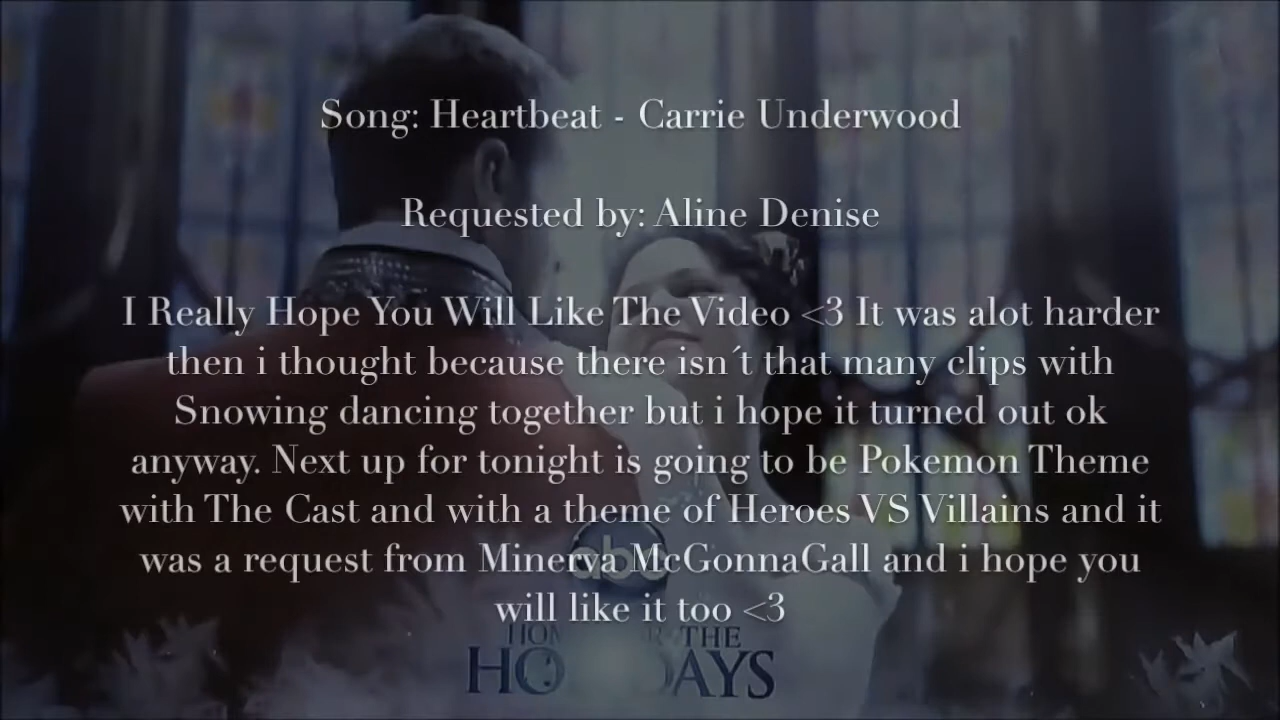 Song: Heartbeat - Carrie Underwood
Requested by: Aline Denise
I Really Hope You Will Like The Video <3 It was alot harder
then i thought because there isn´t that many clips with
Snowing dancing together but i hope it turned out ok
anyway. Next up for tonight is going to be Pokemon Theme
with The Cast and with a theme of Heroes VS Villains and it
was a request from Minerva McGonnaGall and i hope you
will like it too <3
abc
THE